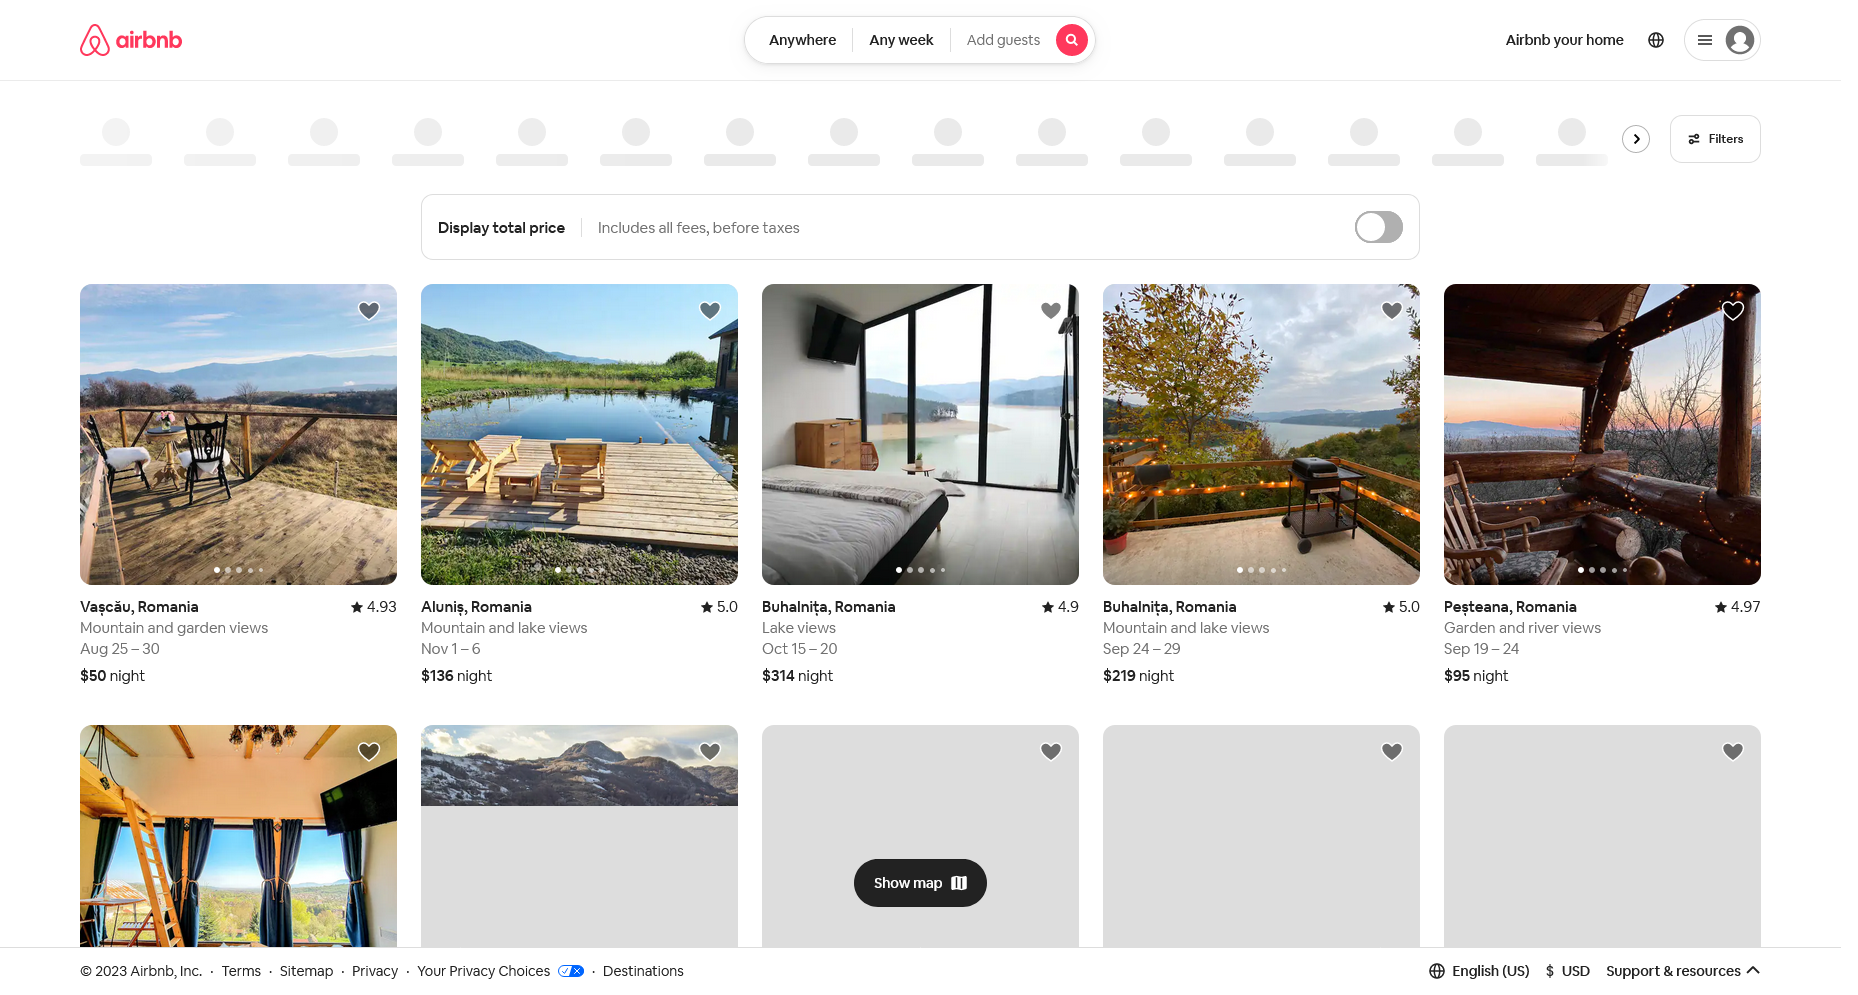 airbnb
Anywhere
Any week
Add guests
Airbnb your home
Filters
Display total price
Includes all fees, before taxes
Vașcău, Romania
4.93
Mountain and garden views
Aug 25 – 30
$50 night
Aluniș, Romania
5.0
Mountain and lake views
Nov 1 – 6
$136 night
Buhalnița, Romania
4.9
Lake views
Oct 15 – 20
$314 night
Buhalnița, Romania
5.0
Mountain and lake views
Sep 24 – 29
$219 night
Peșteana, Romania
4.97
Garden and river views
Sep 19 – 24
$95 night
Show map
© 2023 Airbnb, Inc. · Terms · Sitemap · Privacy · Your Privacy Choices · Destinations
English (US) $ USD Support & resources